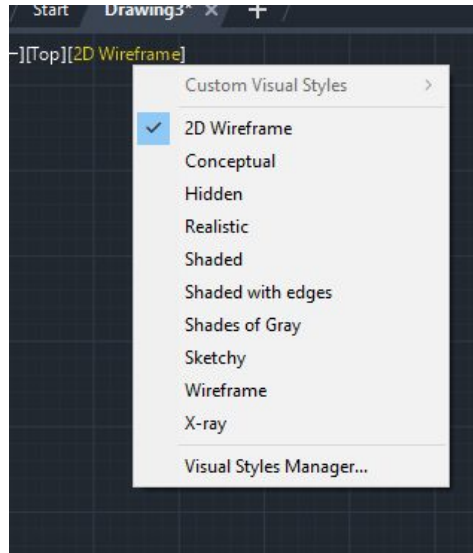 Start Drawing3* × +
−][Top][2D Wireframe]
Custom Visual Styles >
2D Wireframe
Conceptual
Hidden
Realistic
Shaded
Shaded with edges
Shades of Gray
Sketchy
Wireframe
X-ray
Visual Styles Manager...